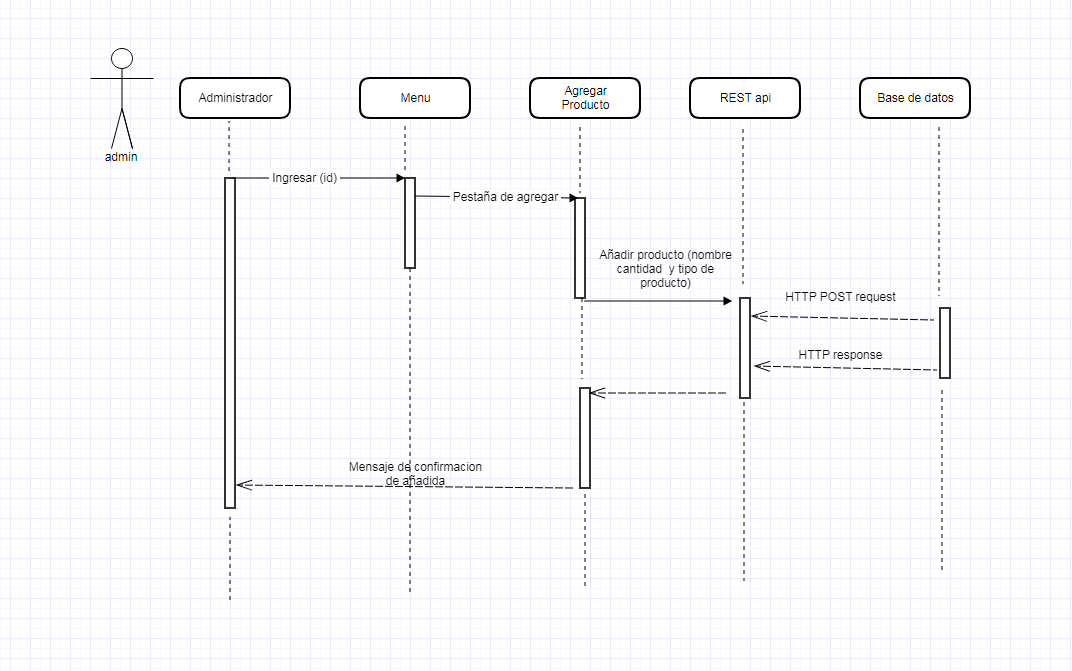 admin
Administrador
Menu
Agregar
Producto
REST api
Base de datos
Ingresar (id)
Pestaña de agregar
Añadir producto (nombre
cantidad y tipo de
producto)
HTTP POST request
HTTP response
Mensaje de confirmacion
de añadida